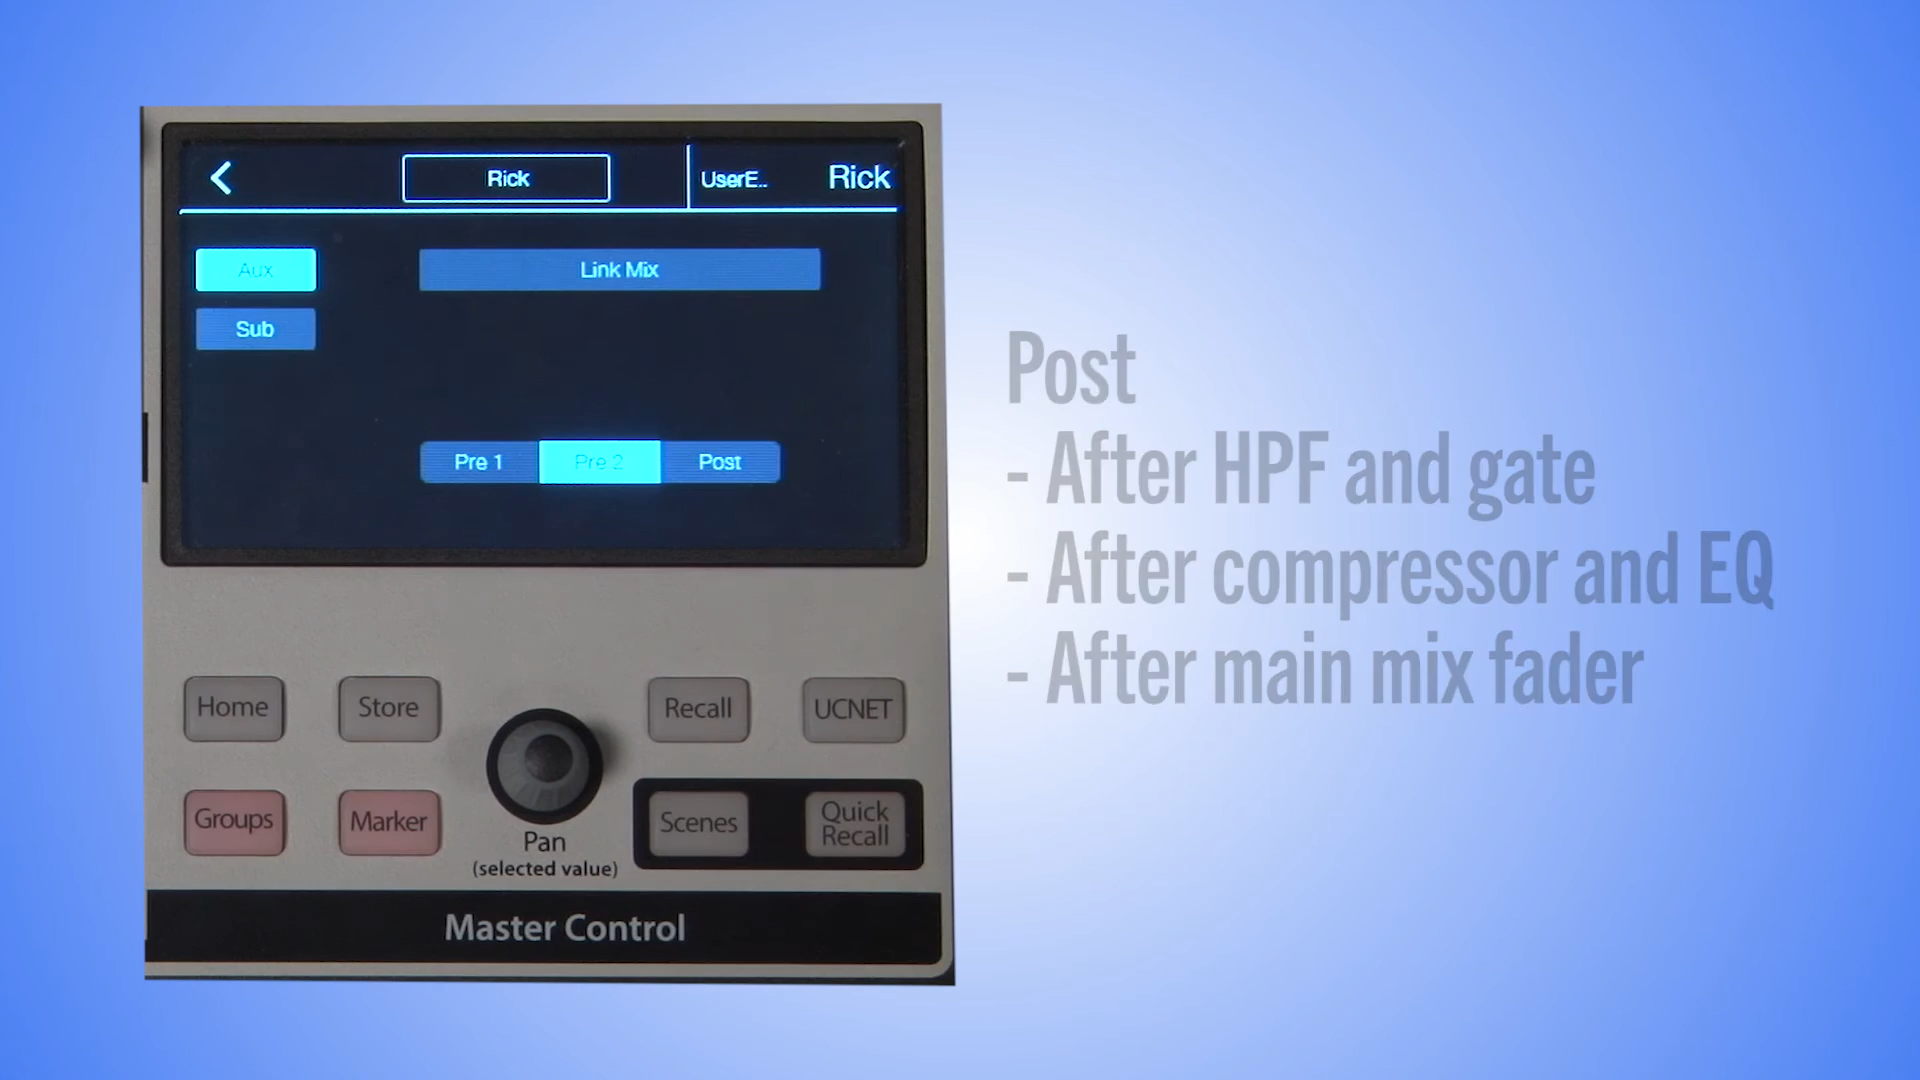 Rick
UserE..
Rick
Aux
Link Mix
Sub
Pre 1
Pre 2
Post
Home
Store
Recall
UCNET
Groups
Marker
Pan
(selected value)
Scenes
Quick
Recall
Master Control
Post
- After HPF and gate
- After compressor and EQ
- After main mix fader